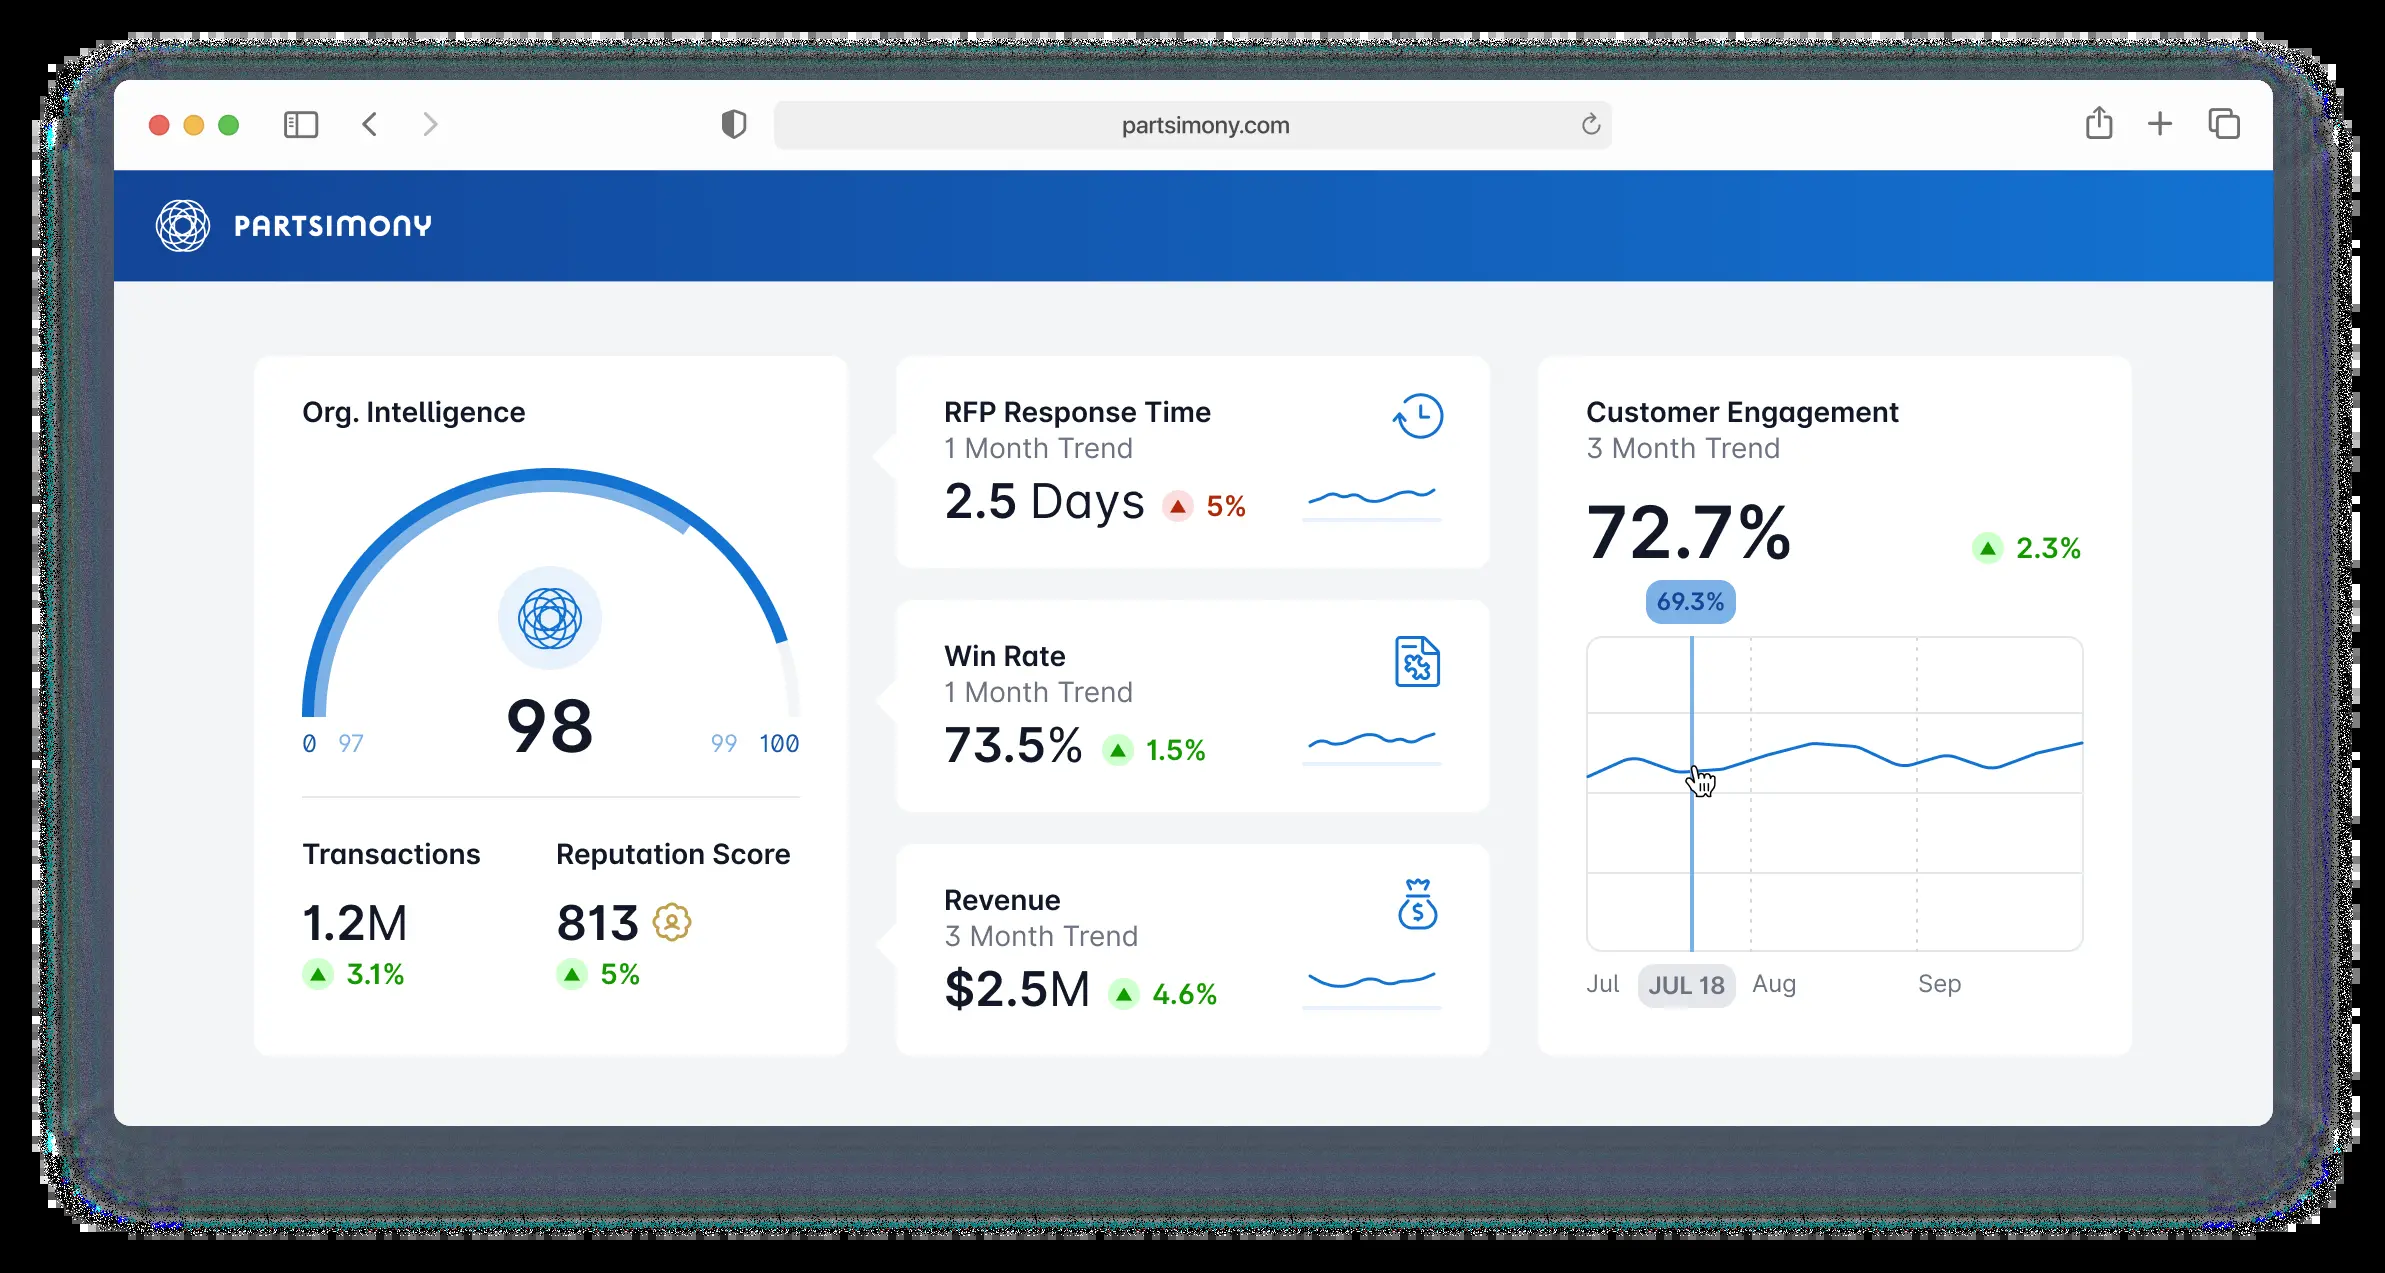 partsimony.com
PARTSIMONY
Org. Intelligence
98
0 97 99 100
Transactions
1.2M
3.1%
Reputation Score
813
5%
RFP Response Time
1 Month Trend
2.5 Days 5%
Win Rate
1 Month Trend
73.5% 1.5%
Revenue
3 Month Trend
$2.5M 4.6%
$
Customer Engagement
3 Month Trend
72.7% 2.3%
69.3%
Jul JUL 18 Aug Sep